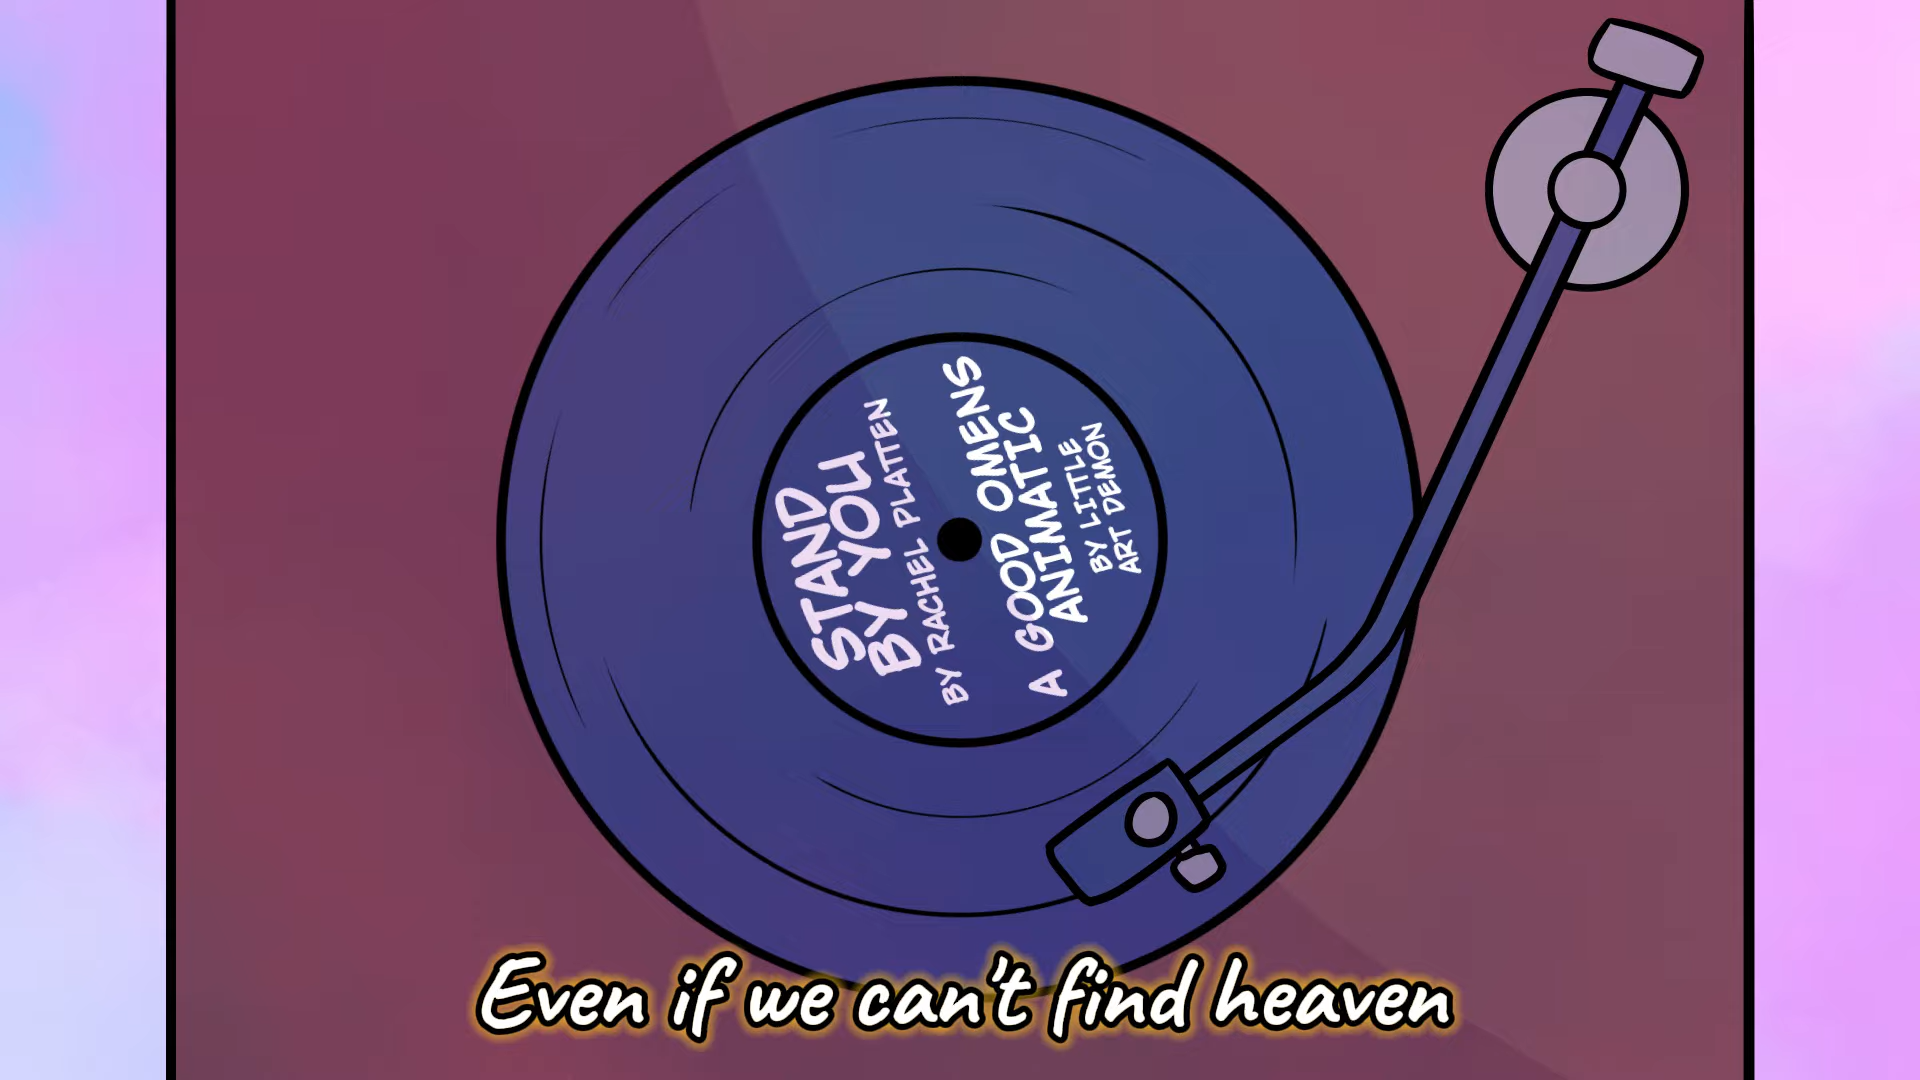 STAND
BY YOU
BY RACHEL PLATTEN
A GOOD OMENS
ANIMATIC
BY LITTLE
ART DEMON
Even if we can't find heaven